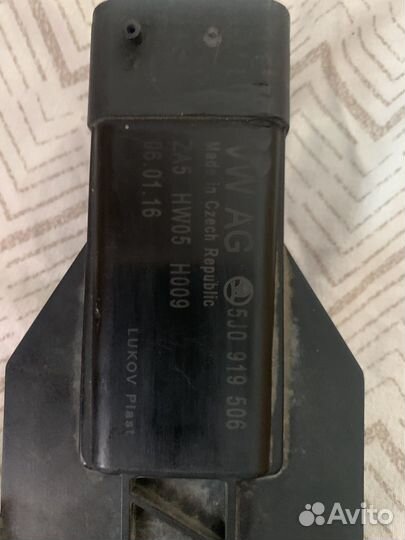 VW AG 5J0 919 506
Made in Czech Republic
ZA5 HW05 H009
06.01.16
LUKOV Plast
Avito